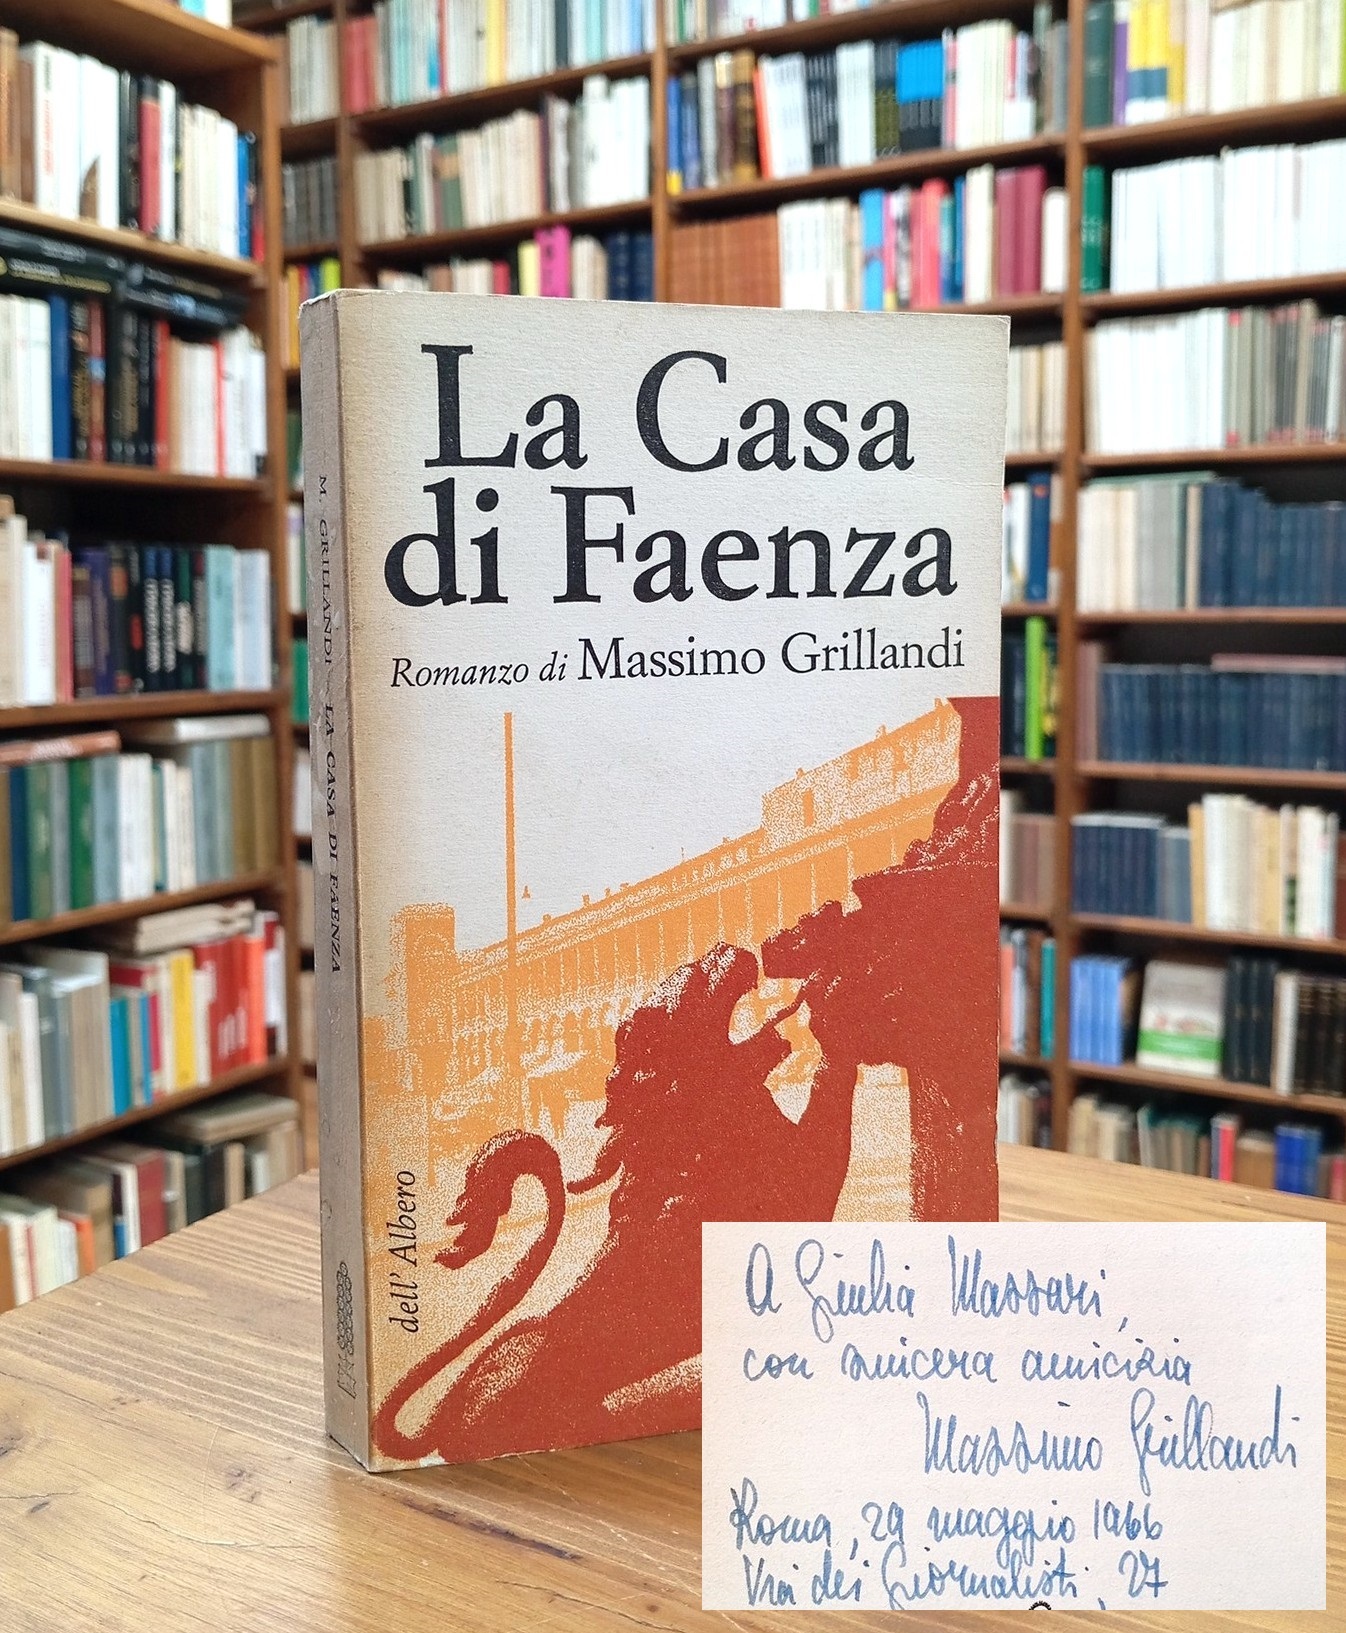 La Casa
di Faenza
Romanzo di Massimo Grillandi
M. GRILLANDI LA CASA DI FAENZA
dell'Albero
A Giulia Massari,
con sincera amicizia
Massimo Grillandi
Roma, 29 maggio 1966
Via dei Giornalisti, 27